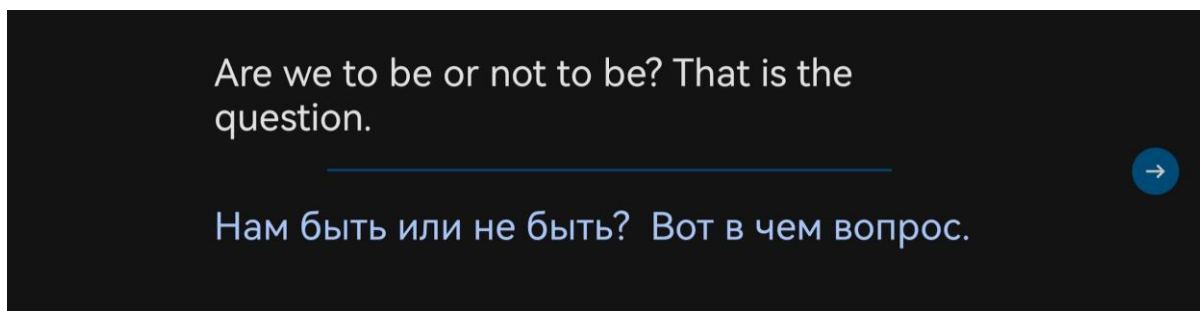 Are we to be or not to be? That is the
question.
Нам быть или не быть?  Вот в чем вопрос.